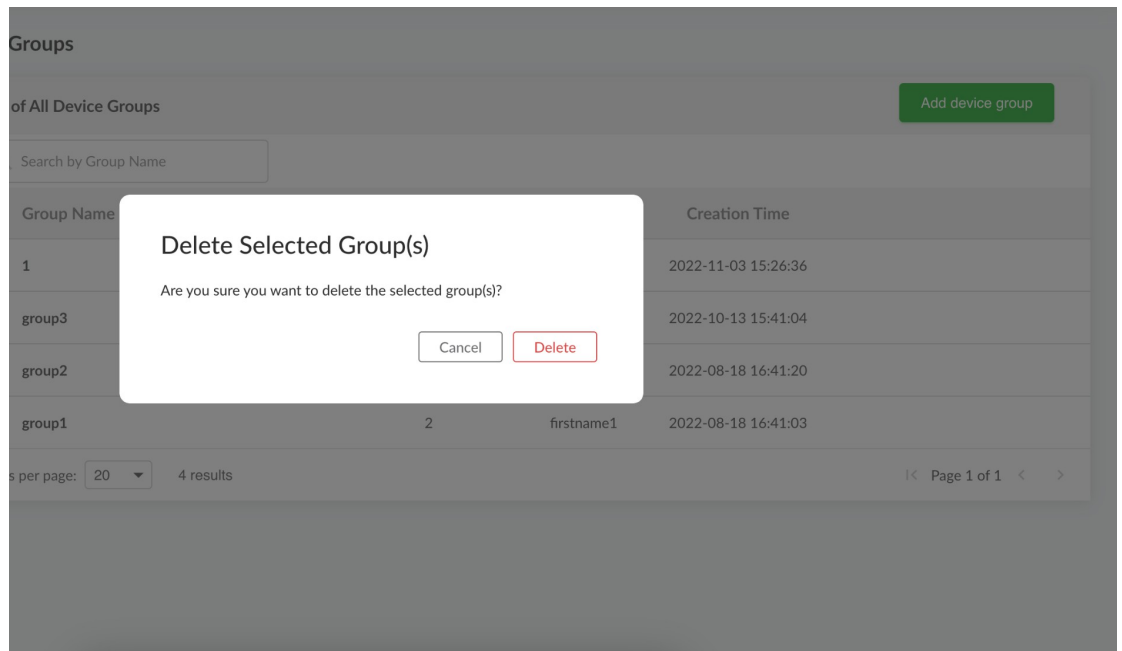 Groups
of All Device Groups
Add device group
Search by Group Name
Group Name
Creation Time
Delete Selected Group(s)
Are you sure you want to delete the selected group(s)?
Cancel Delete
1 2022-11-03 15:26:36
group3 2022-10-13 15:41:04
group2 2022-08-18 16:41:20
group1 2 firstname1 2022-08-18 16:41:03
s per page: 20 4 results Page 1 of 1